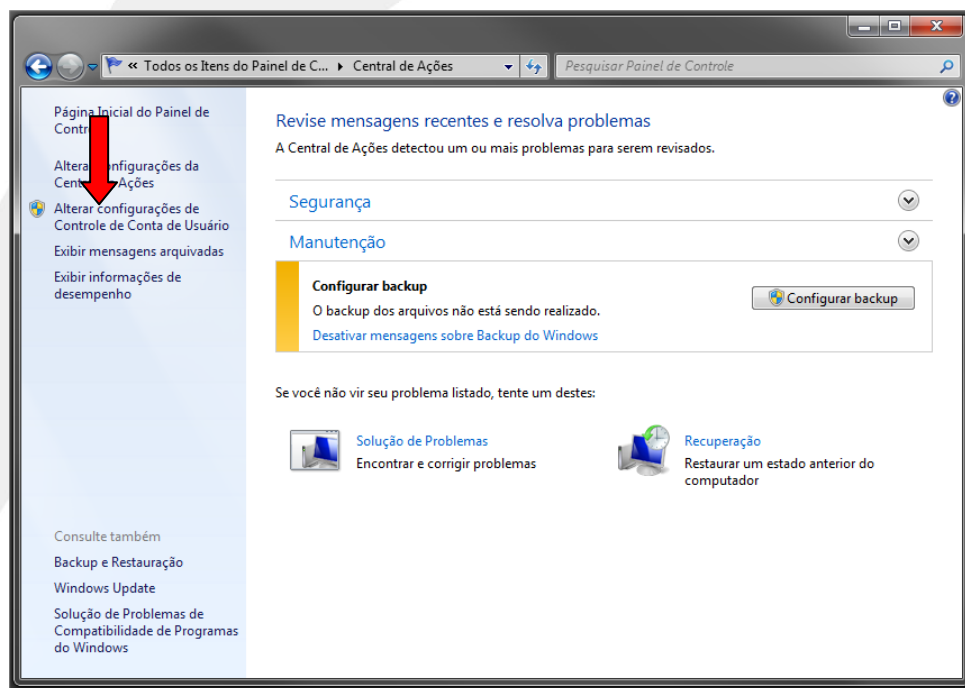 « Todos os Itens do Painel de C... Central de Ações
Pesquisar Painel de Controle
Página Inicial do Painel de
Contr
Alterar configurações da
Cent Ações
Alterar configurações de
Controle de Conta de Usuário
Exibir mensagens arquivadas
Exibir informações de
desempenho
Revise mensagens recentes e resolva problemas
A Central de Ações detectou um ou mais problemas para serem revisados.
Segurança
Manutenção
Configurar backup
O backup dos arquivos não está sendo realizado.
Desativar mensagens sobre Backup do Windows
Configurar backup
Se você não vir seu problema listado, tente um destes:
Solução de Problemas
Encontrar e corrigir problemas
Recuperação
Restaurar um estado anterior do
computador
Consulte também
Backup e Restauração
Windows Update
Solução de Problemas de
Compatibilidade de Programas
do Windows